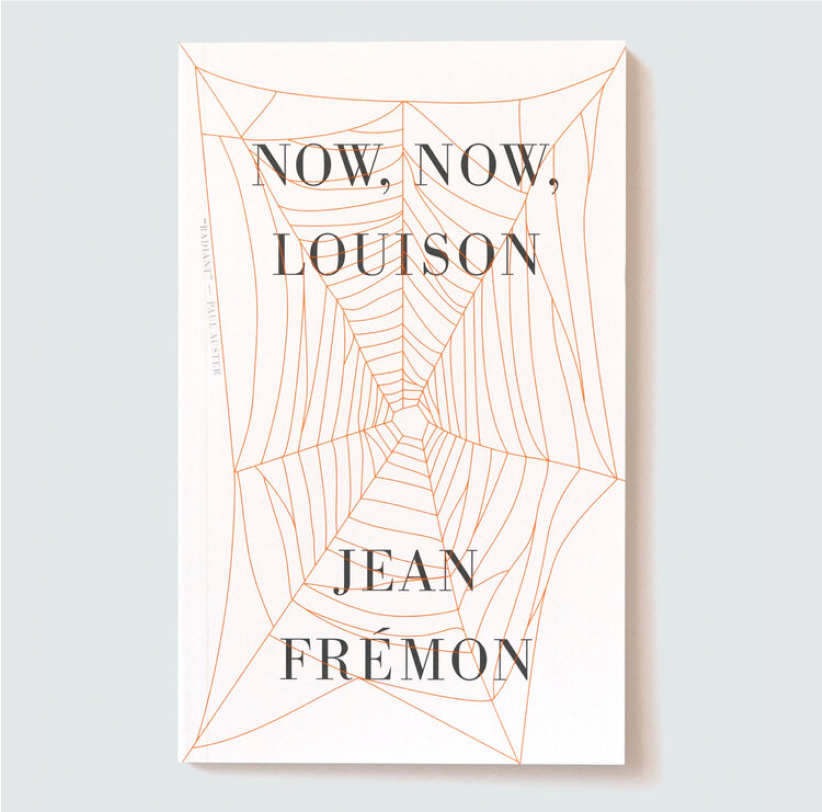 NOW, NOW,
LOUISON
"RADIANT" — PAUL AUSTER
JEAN
FRÉMON